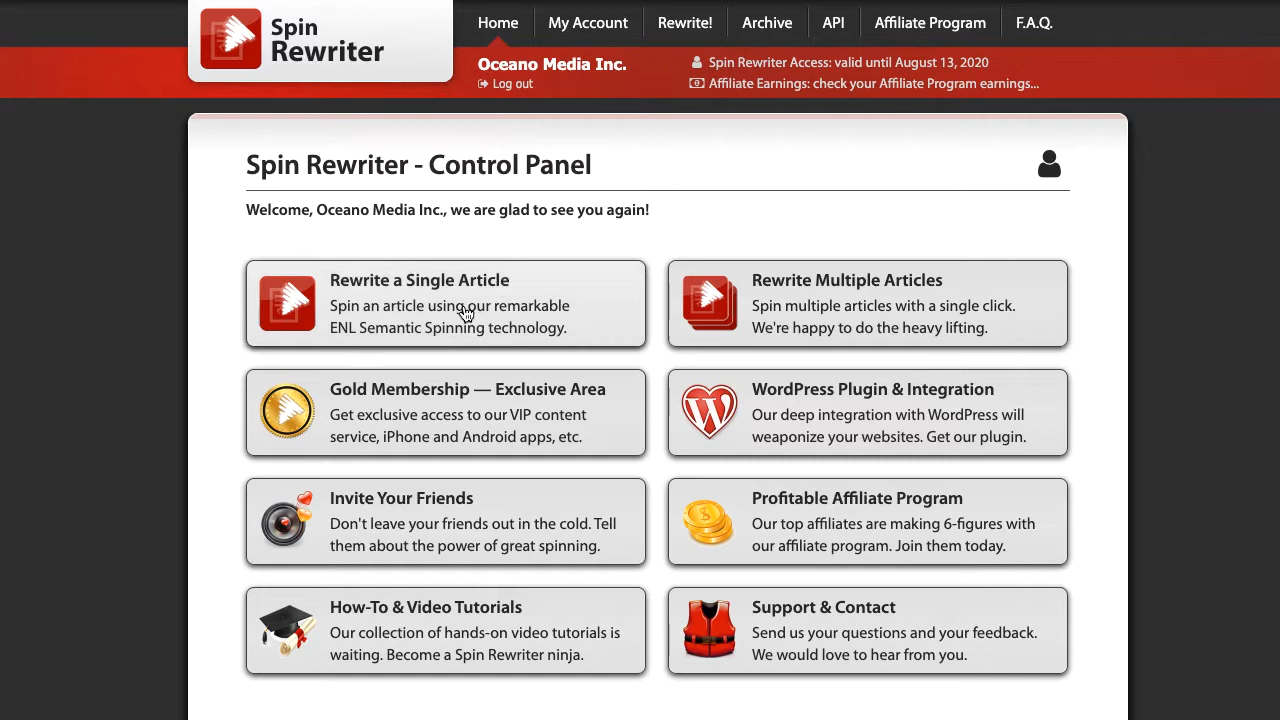 Spin
Rewriter
Home
My Account
Rewrite!
Archive
API
Affiliate Program
F.A.Q.
Oceano Media Inc.
Log out
Spin Rewriter Access: valid until August 13, 2020
Affiliate Earnings: check your Affiliate Program earnings...
Spin Rewriter - Control Panel
Welcome, Oceano Media Inc., we are glad to see you again!
Rewrite a Single Article
Spin an article using our remarkable
ENL Semantic Spinning technology.
Rewrite Multiple Articles
Spin multiple articles with a single click.
We're happy to do the heavy lifting.
Gold Membership — Exclusive Area
Get exclusive access to our VIP content
service, iPhone and Android apps, etc.
WordPress Plugin & Integration
Our deep integration with WordPress will
weaponize your websites. Get our plugin.
Invite Your Friends
Don't leave your friends out in the cold. Tell
them about the power of great spinning.
Profitable Affiliate Program
Our top affiliates are making 6-figures with
our affiliate program. Join them today.
How-To & Video Tutorials
Our collection of hands-on video tutorials is
waiting. Become a Spin Rewriter ninja.
Support & Contact
Send us your questions and your feedback.
We would love to hear from you.